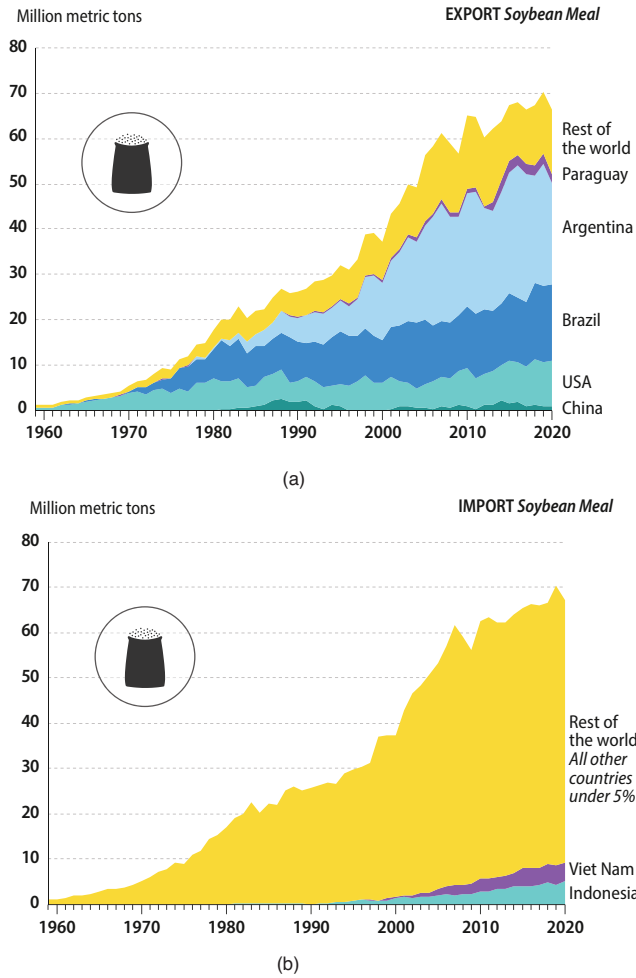 Million metric tons
EXPORT Soybean Meal
80
70
60
50
40
30
20
10
0
Rest of
the world
Paraguay
Argentina
Brazil
USA
China
1960 1970 1980 1990 2000 2010 2020
(a)
Million metric tons
IMPORT Soybean Meal
80
70
60
50
40
30
20
10
0
Rest of
the world
All other
countries
under 5%
Viet Nam
Indonesia
1960 1970 1980 1990 2000 2010 2020
(b)